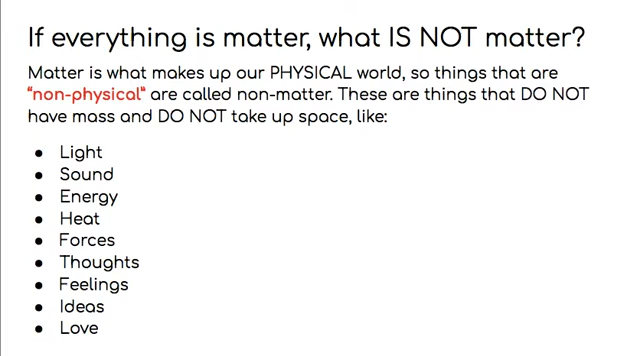 If everything is matter, what IS NOT matter?
Matter is what makes up our PHYSICAL world, so things that are
“non-physical” are called non-matter. These are things that DO NOT
have mass and DO NOT take up space, like:
● Light
● Sound
● Energy
● Heat
● Forces
● Thoughts
● Feelings
● Ideas
● Love